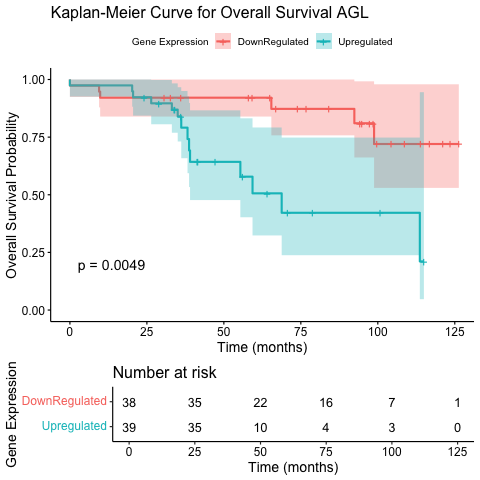 Kaplan-Meier Curve for Overall Survival AGL
Gene Expression DownRegulated Upregulated
Overall Survival Probability
1.00
0.75
0.50
0.25
0.00
p = 0.0049
0 25 50 75 100 125
Time (months)
Number at risk
Gene Expression
DownRegulated 38 35 22 16 7 1
Upregulated 39 35 10 4 3 0
0 25 50 75 100 125
Time (months)